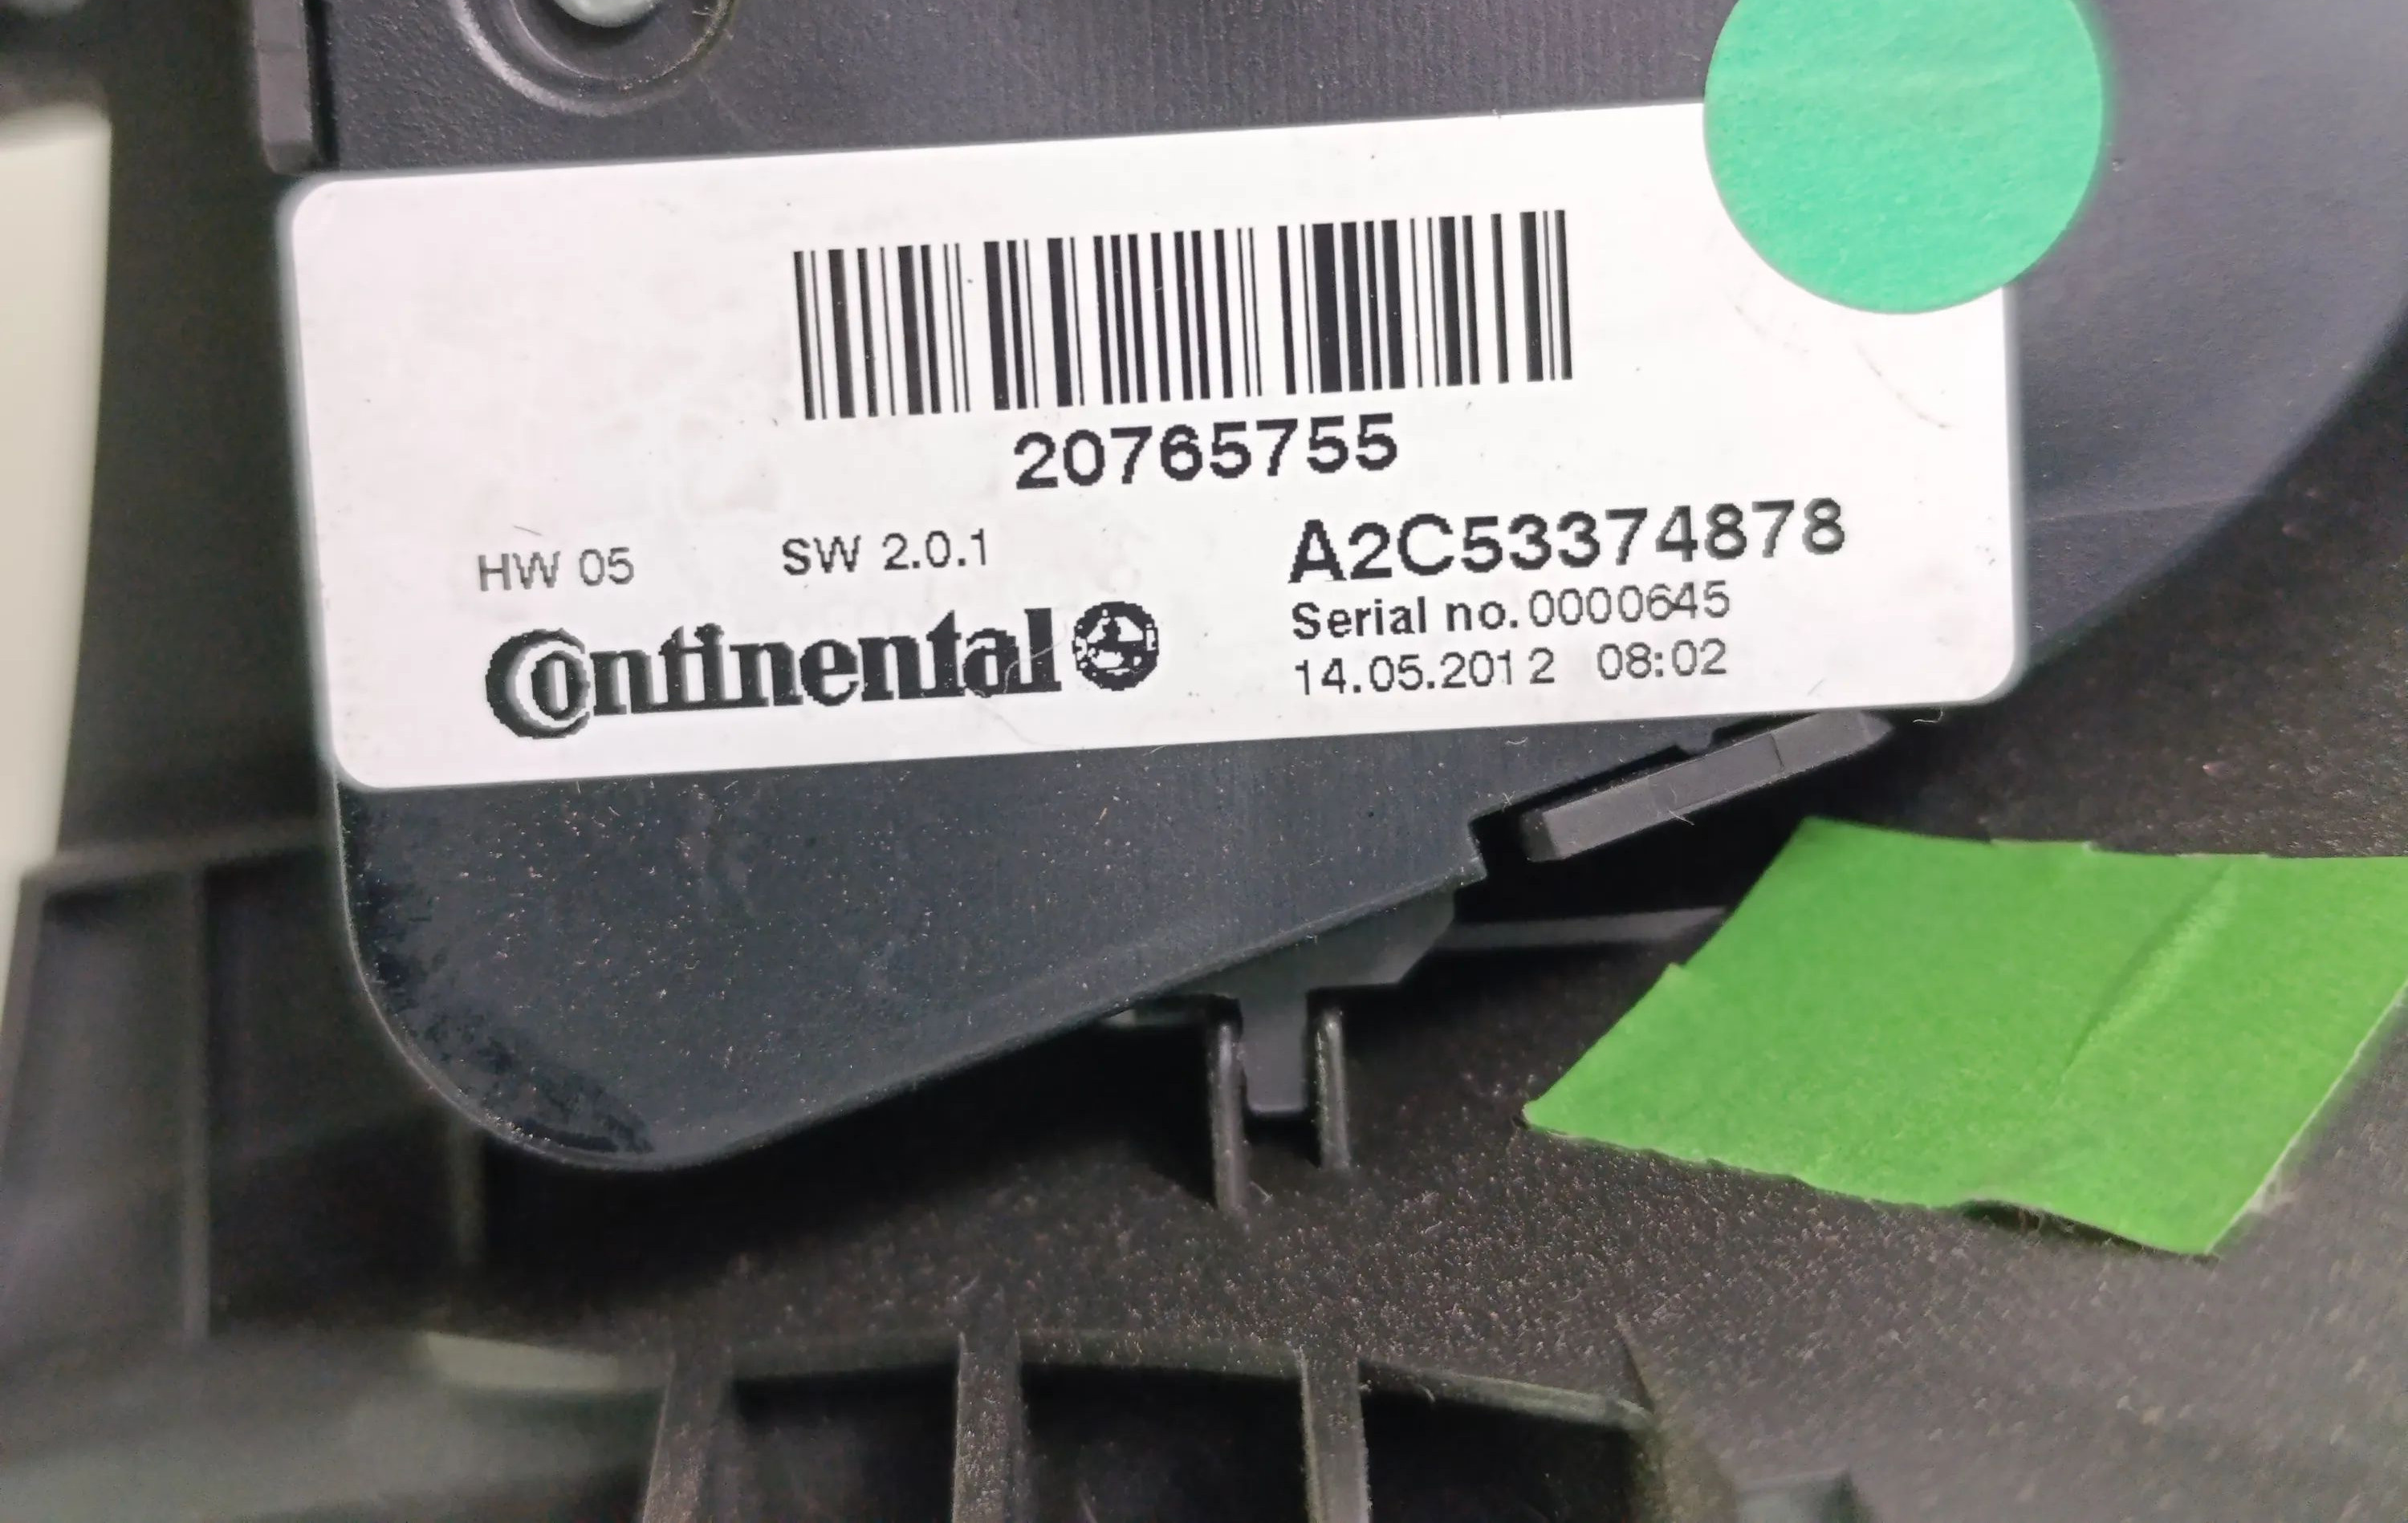 20765755
HW 05 SW 2.0.1 A2C53374878
Serial no.0000645
Continental 14.05.2012 08:02